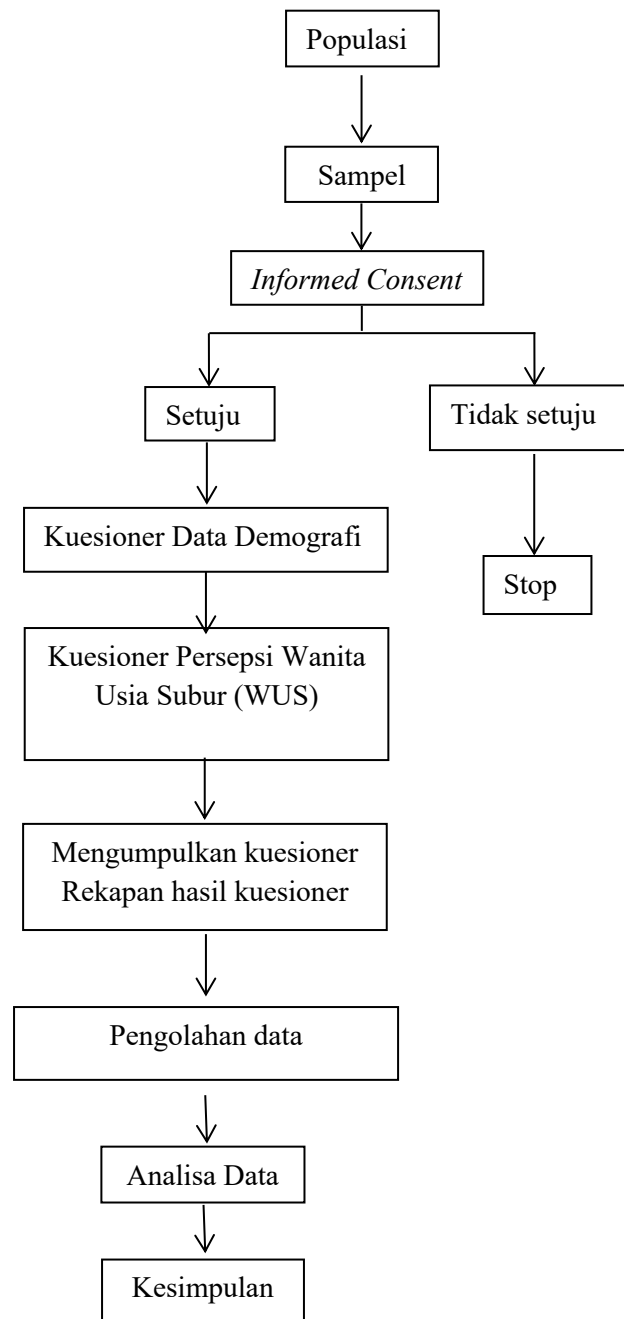 Populasi
Sampel
Informed Consent
Setuju
Tidak setuju
Kuesioner Data Demografi
Stop
Kuesioner Persepsi Wanita
Usia Subur (WUS)
Mengumpulkan kuesioner
Rekapan hasil kuesioner
Pengolahan data
Analisa Data
Kesimpulan